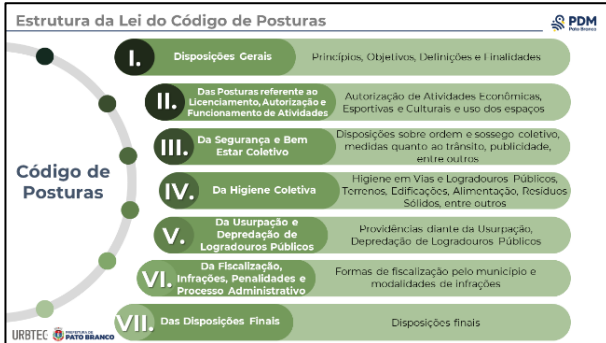 Estrutura da Lei do Código de Posturas
PDM
Pato Branco
Código de
Posturas
I. Disposições Gerais
Princípios, Objetivos, Definições e Finalidades
II. Das Posturas referente ao
Licenciamento, Autorização e
Funcionamento de Atividades
Autorização de Atividades Econômicas,
Esportivas e Culturais e uso dos espaços
III. Da Segurança e Bem
Estar Coletivo
Disposições sobre ordem e sossego coletivo,
medidas quanto ao trânsito, publicidade,
entre outros
IV. Da Higiene Coletiva
Higiene em Vias e Logradouros Públicos,
Terrenos, Edificações, Alimentação, Resíduos
Sólidos, entre outros
V. Da Usurpação e
Depredação de
Logradouros Públicos
Providências diante da Usurpação,
Depredação de Logradouros Públicos
VI. Da Fiscalização,
Infrações, Penalidades e
Processo Administrativo
Formas de fiscalização pelo município e
modalidades de infrações
VII. Das Disposições Finais
Disposições finais
URBTEC
PREFEITURA DE
PATO BRANCO